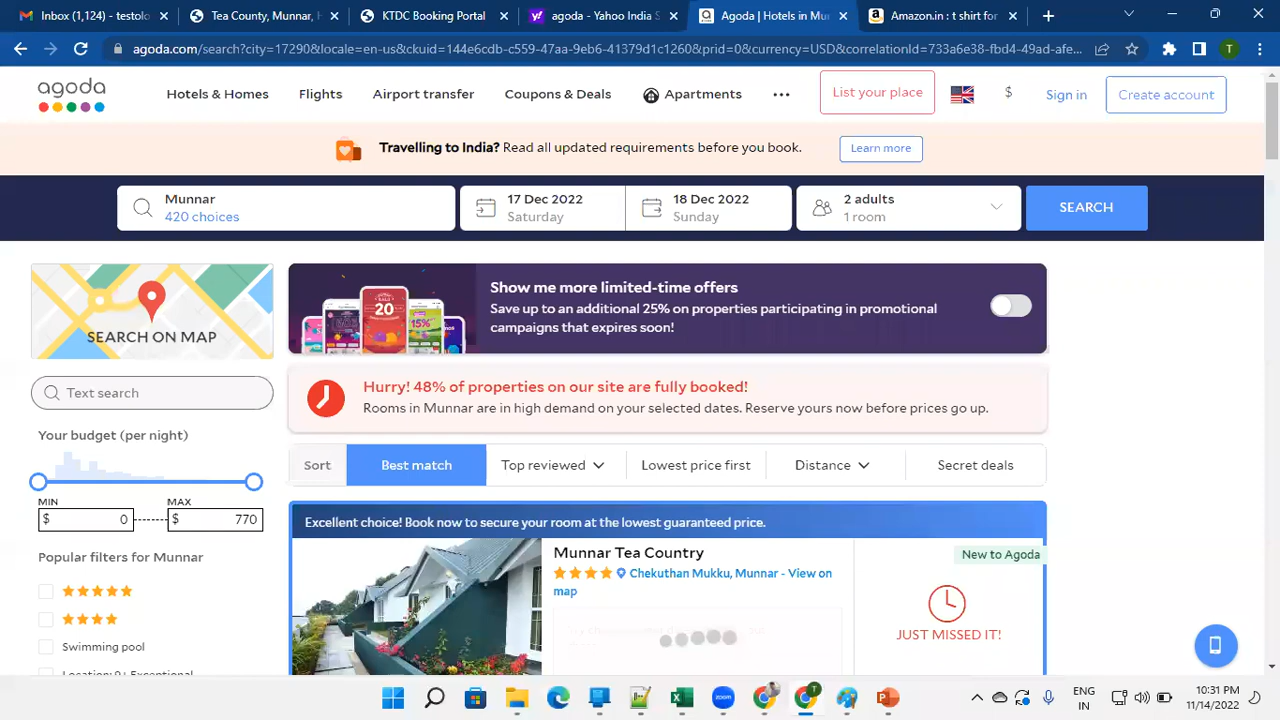 Inbox (1,124) - testolo
Tea County, Munnar, H
KTDC Booking Portal
agoda - Yahoo India S
Agoda | Hotels in Mun
Amazon.in : t shirt for
agoda.com/search?city=17290&locale=en-us&ckuid=144e6cdb-c559-47aa-9eb6-41379d1c1260&prid=0&currency=USD&correlationId=733a6e38-fbd4-49ad-afe...
T
agoda
Hotels & Homes
Flights
Airport transfer
Coupons & Deals
Apartments
List your place
$
Sign in
Create account
Travelling to India? Read all updated requirements before you book.
Learn more
Munnar
420 choices
17 Dec 2022
Saturday
18 Dec 2022
Sunday
2 adults
1 room
SEARCH
SEARCH ON MAP
Show me more limited-time offers
Save up to an additional 25% on properties participating in promotional
campaigns that expires soon!
20
15%
Text search
Hurry! 48% of properties on our site are fully booked!
Rooms in Munnar are in high demand on your selected dates. Reserve yours now before prices go up.
Your budget (per night)
Sort
Best match
Top reviewed
Lowest price first
Distance
Secret deals
MIN
MAX
$ 0
$ 770
Excellent choice! Book now to secure your room at the lowest guaranteed price.
Popular filters for Munnar
Munnar Tea Country
Chekuthan Mukku, Munnar - View on
map
New to Agoda
JUST MISSED IT!
Swimming pool
Location: 9+ Exceptional
zoom
T
ENG
IN
10:31 PM
11/14/2022